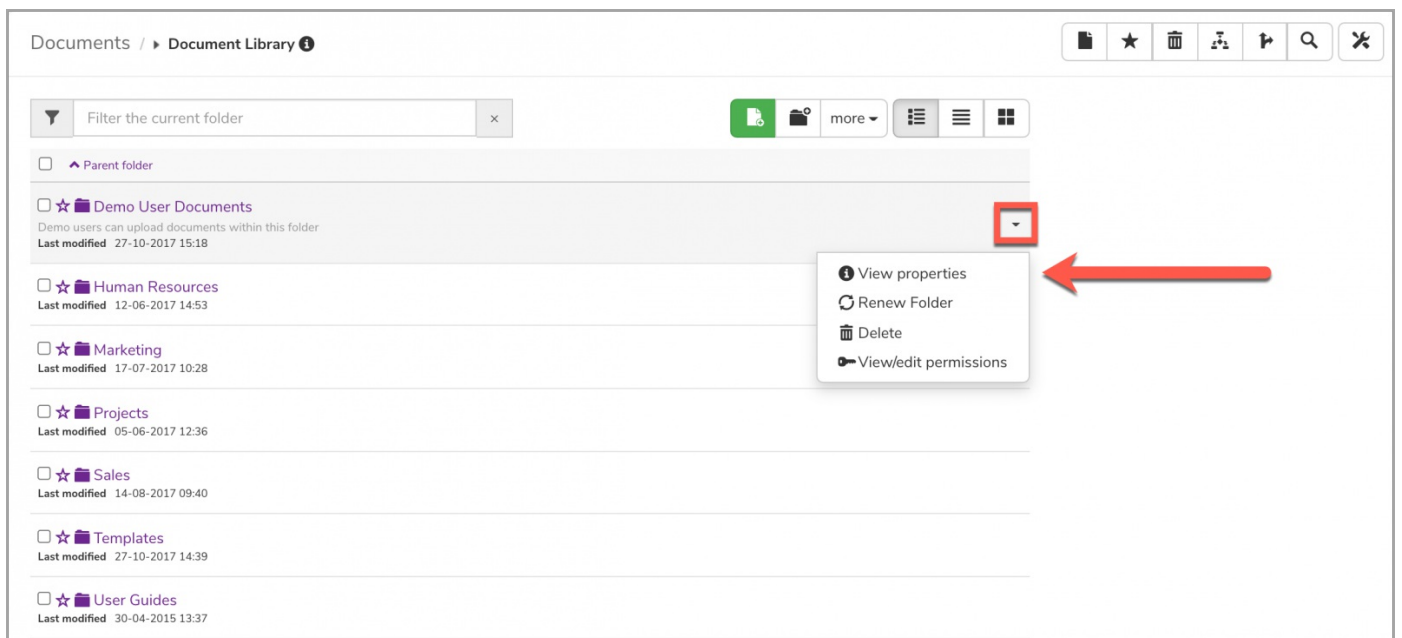 Documents / Document Library
Filter the current folder ×
more
Parent folder
Demo User Documents
Demo users can upload documents within this folder
Last modified 27-10-2017 15:18
View properties
Renew Folder
Delete
View/edit permissions
Human Resources
Last modified 12-06-2017 14:53
Marketing
Last modified 17-07-2017 10:28
Projects
Last modified 05-06-2017 12:36
Sales
Last modified 14-08-2017 09:40
Templates
Last modified 27-10-2017 14:39
User Guides
Last modified 30-04-2015 13:37